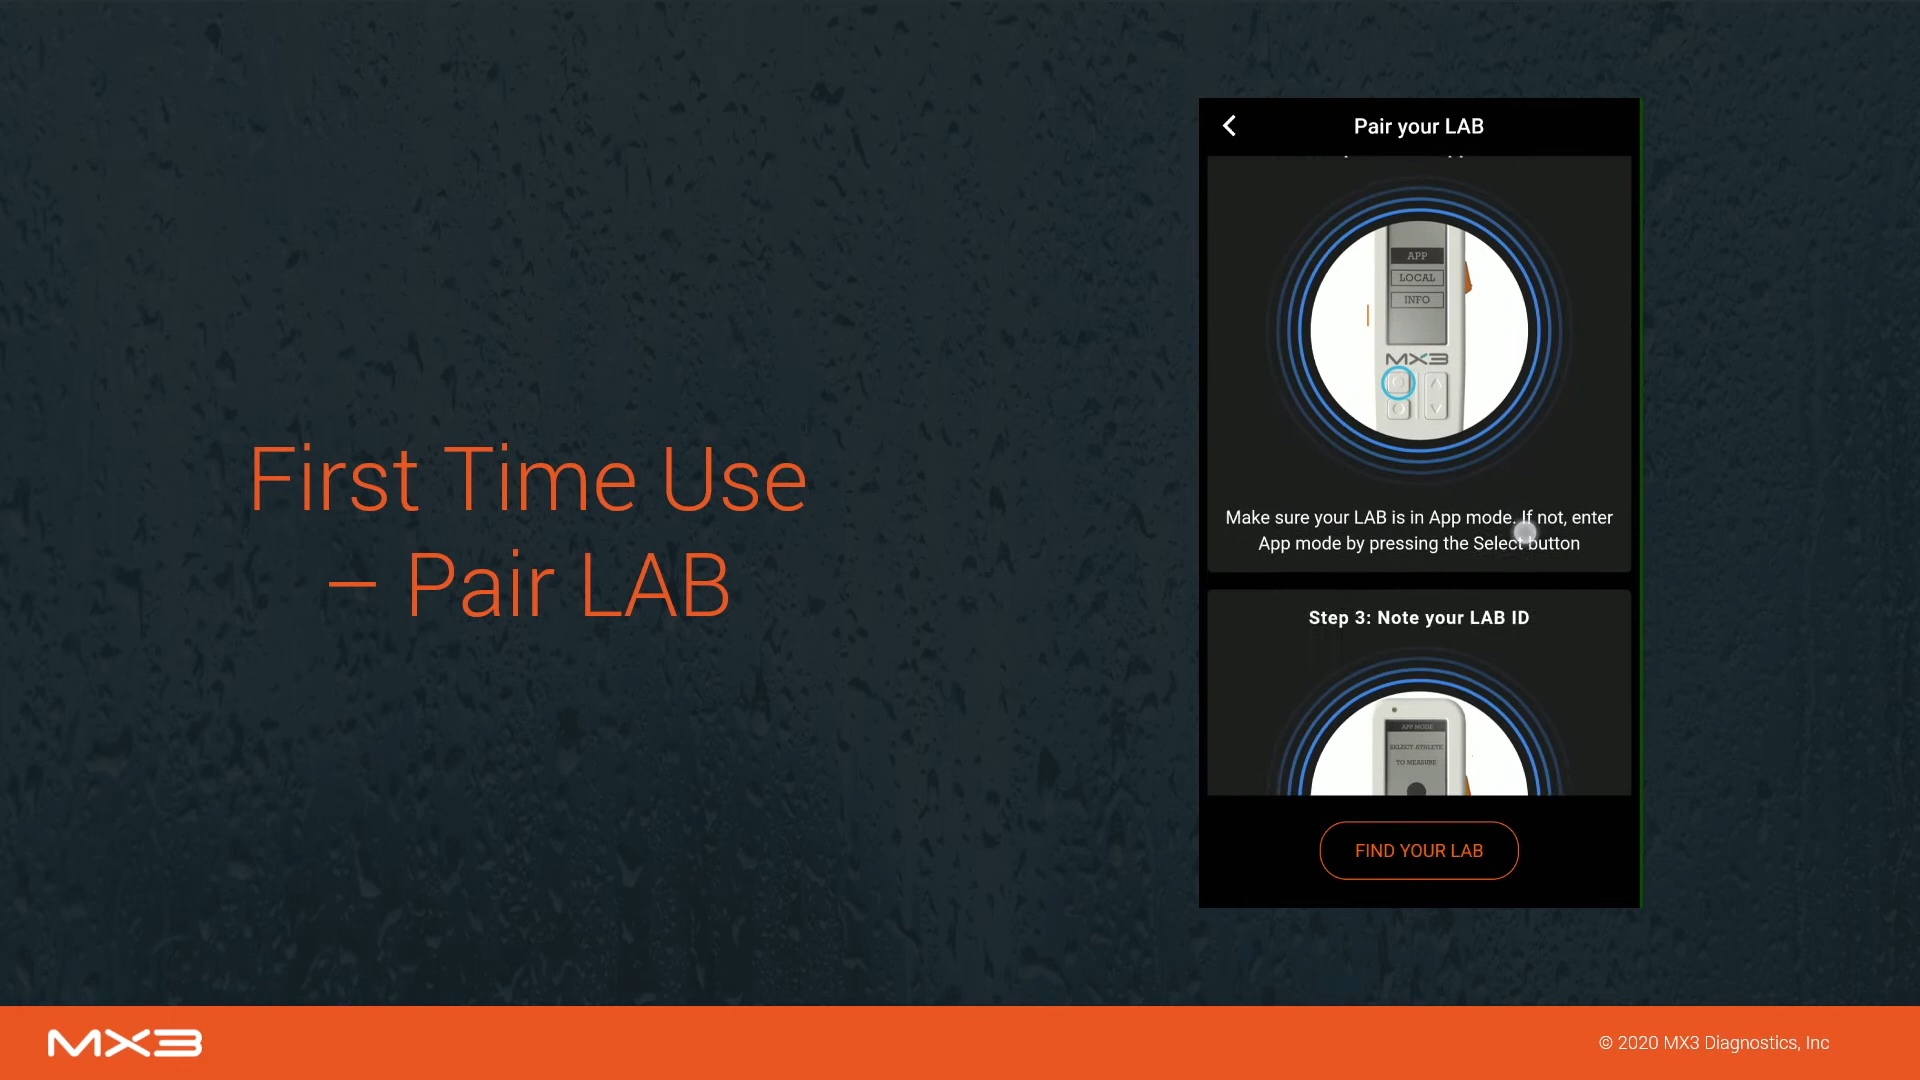 First Time Use
– Pair LAB
Pair your LAB
APP
LOCAL
INFO
MX3
Make sure your LAB is in App mode. If not, enter
App mode by pressing the Select button
Step 3: Note your LAB ID
APP MODE
SELECT ATHLETE
TO MEASURE
FIND YOUR LAB
MX3
© 2020 MX3 Diagnostics, Inc